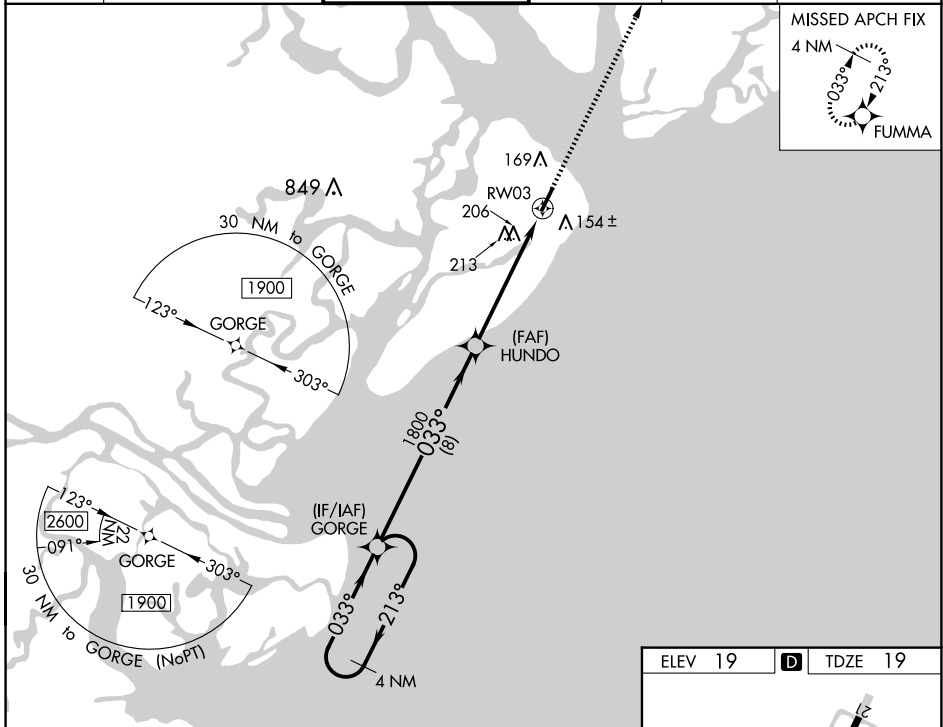 MISSED APCH FIX
4 NM
033°
213°
FUMMA
169
849
RW03
206
154 ±
213
30 NM to GORGE
1900
123°
GORGE
303°
(FAF)
HUNDO
1800
033°
(8)
(IF/IAF)
GORGE
123°
2600
22
NM
091°
GORGE
303°
1900
30 NM to GORGE (NoPT)
033°
213°
4 NM
ELEV 19
D
TDZE 19
21